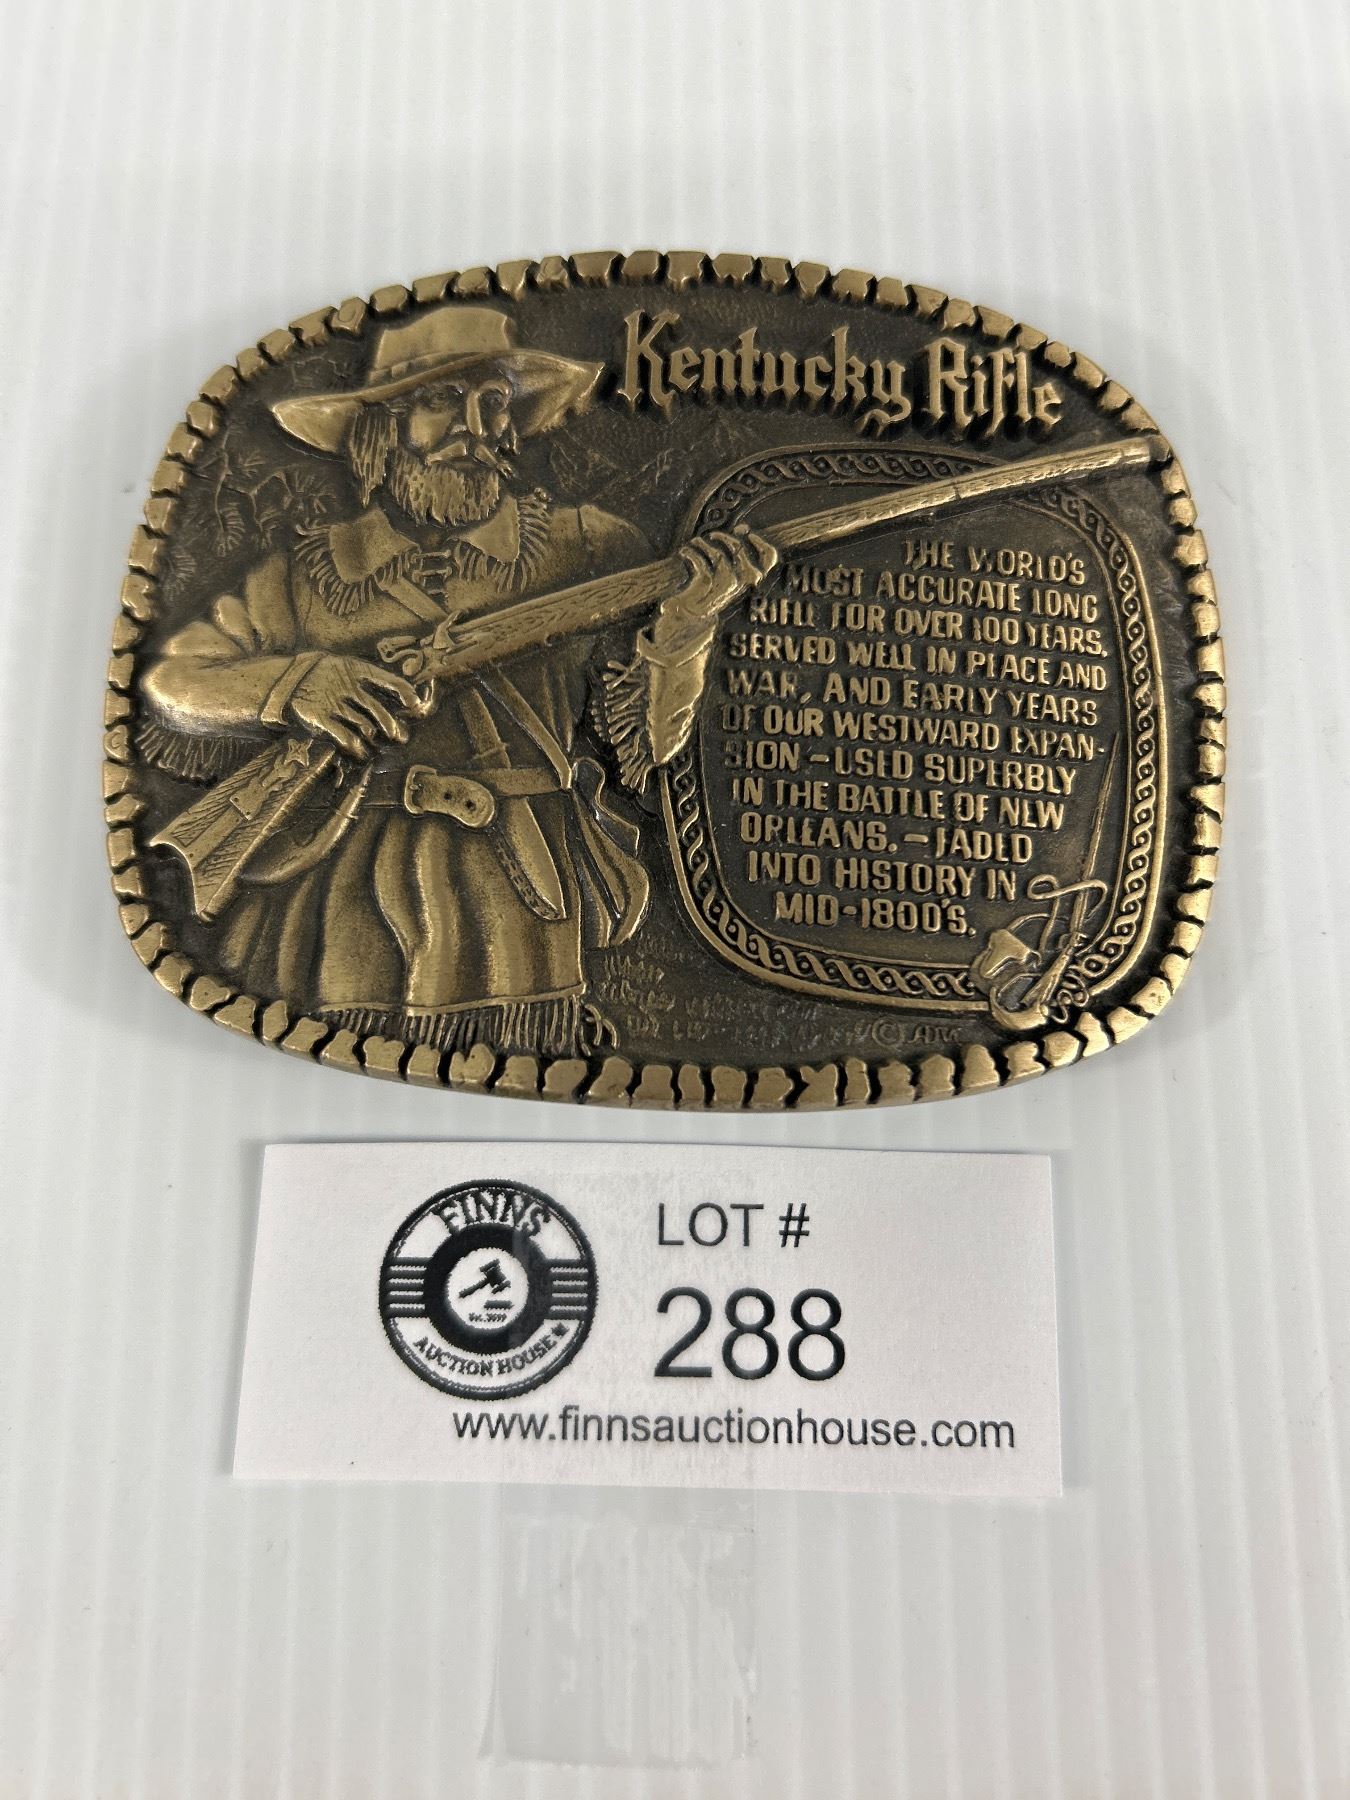 Kentucky Rifle
THE WORLD'S
MOST ACCURATE LONG
RIFLE FOR OVER 100 YEARS.
SERVED WELL IN PEACE AND
WAR, AND EARLY YEARS
OF OUR WESTWARD EXPAN-
SION - USED SUPERBLY
IN THE BATTLE OF NEW
ORLEANS. - FADED
INTO HISTORY IN
MID-1800'S.
©
FINNS
AUCTION HOUSE
LOT #
288
www.finnsauctionhouse.com